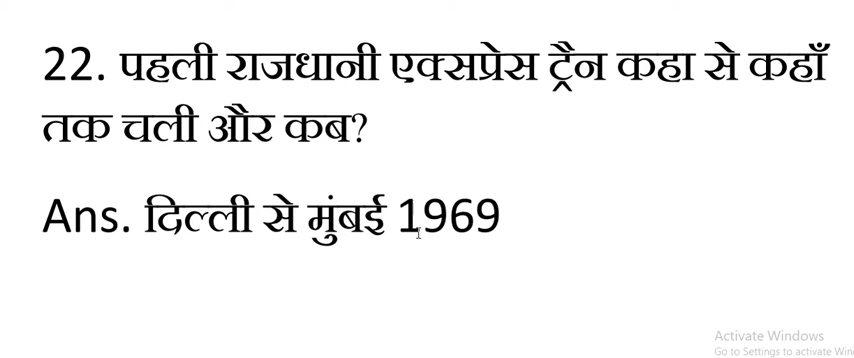 22. पहली राजधानी एक्सप्रेस ट्रैन कहा से कहाँ
तक चली और कब?
Ans. दिल्ली से मुंबई 1969
Activate Windows
Go to Settings to activate Win